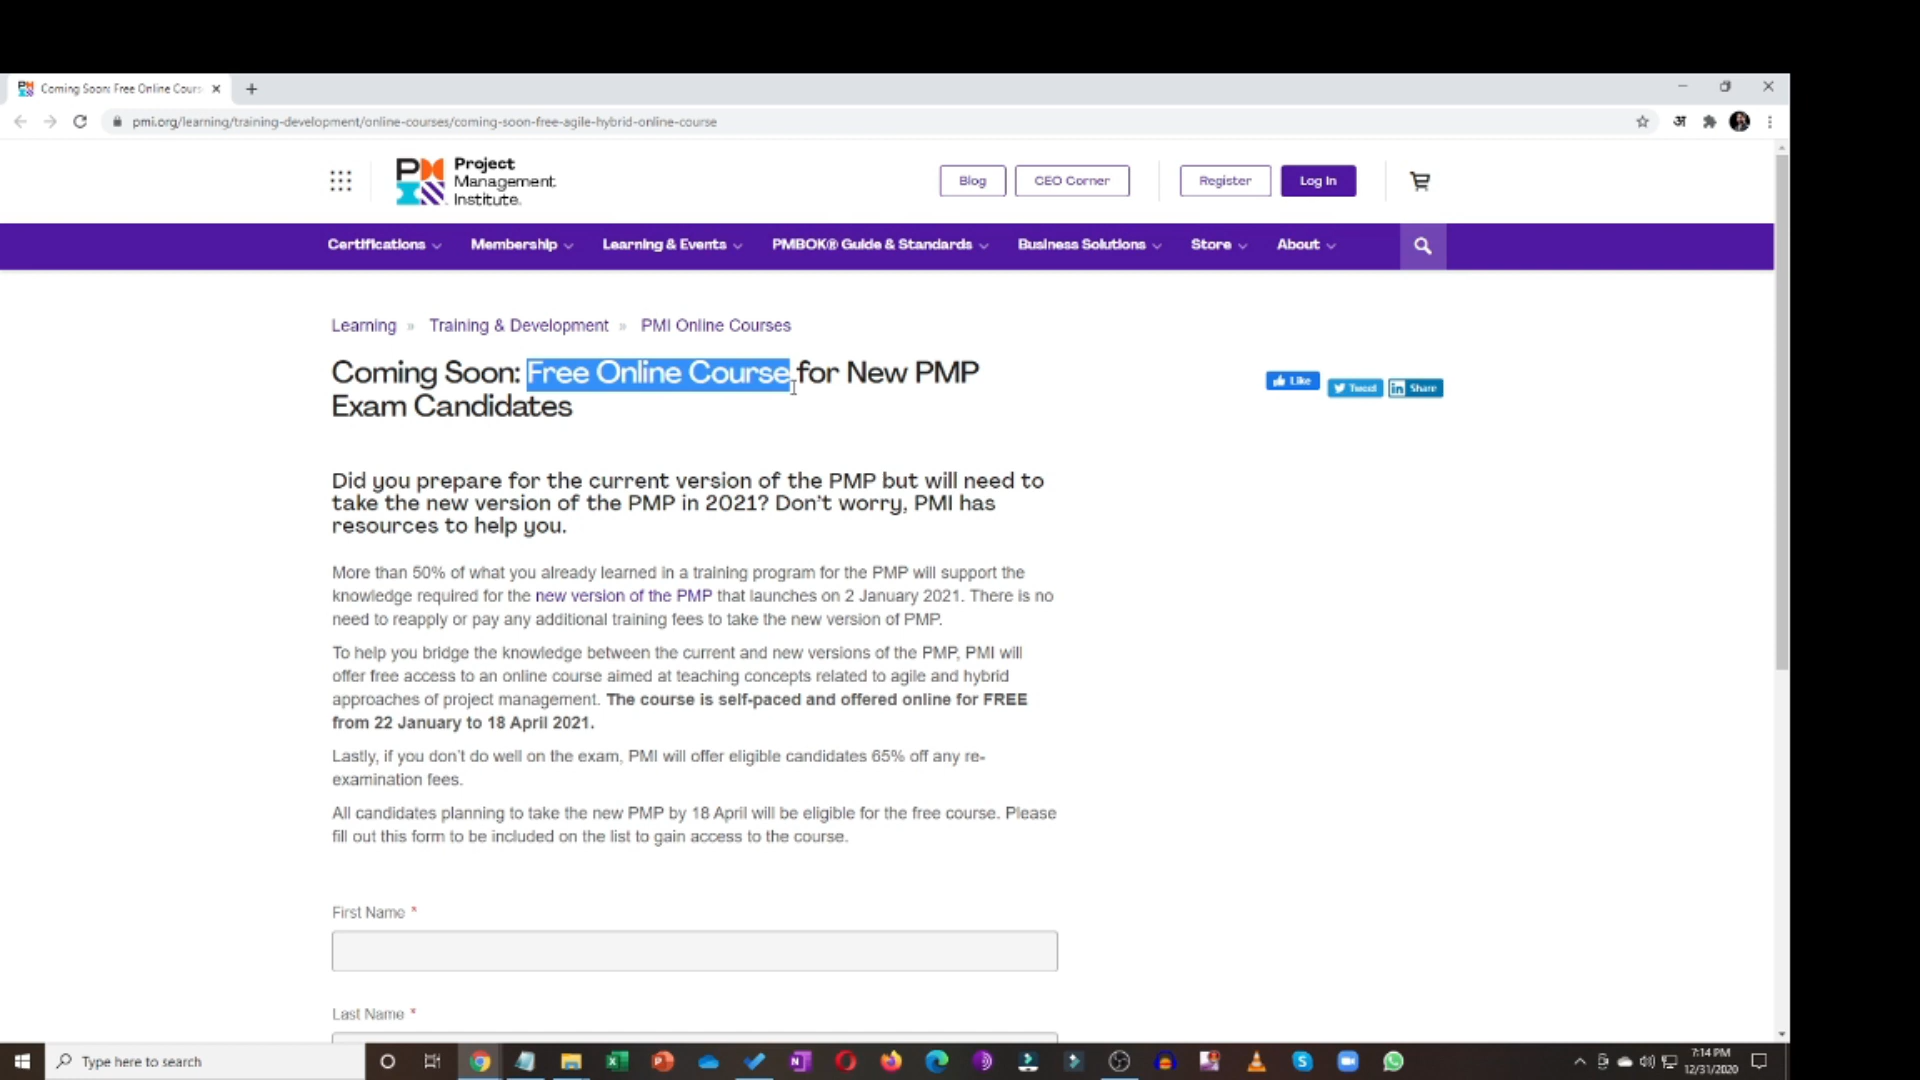 Coming Soon: Free Online Cours
pmi.org/learning/training-development/online-courses/coming-soon-free-agile-hybrid-online-course
अ
Project
Management
Institute.
Blog
CEO Corner
Register
Log In
Certifications
Membership
Learning & Events
PMBOK® Guide & Standards
Business Solutions
Store
About
Learning » Training & Development » PMI Online Courses
Coming Soon: Free Online Course for New PMP
Exam Candidates
Like
Tweet
in Share
Did you prepare for the current version of the PMP but will need to
take the new version of the PMP in 2021? Don't worry, PMI has
resources to help you.
More than 50% of what you already learned in a training program for the PMP will support the
knowledge required for the new version of the PMP that launches on 2 January 2021. There is no
need to reapply or pay any additional training fees to take the new version of PMP.
To help you bridge the knowledge between the current and new versions of the PMP, PMI will
offer free access to an online course aimed at teaching concepts related to agile and hybrid
approaches of project management. The course is self-paced and offered online for FREE
from 22 January to 18 April 2021.
Lastly, if you don't do well on the exam, PMI will offer eligible candidates 65% off any re-
examination fees.
All candidates planning to take the new PMP by 18 April will be eligible for the free course. Please
fill out this form to be included on the list to gain access to the course.
First Name *
Last Name *
Type here to search
7:14 PM
12/31/2020